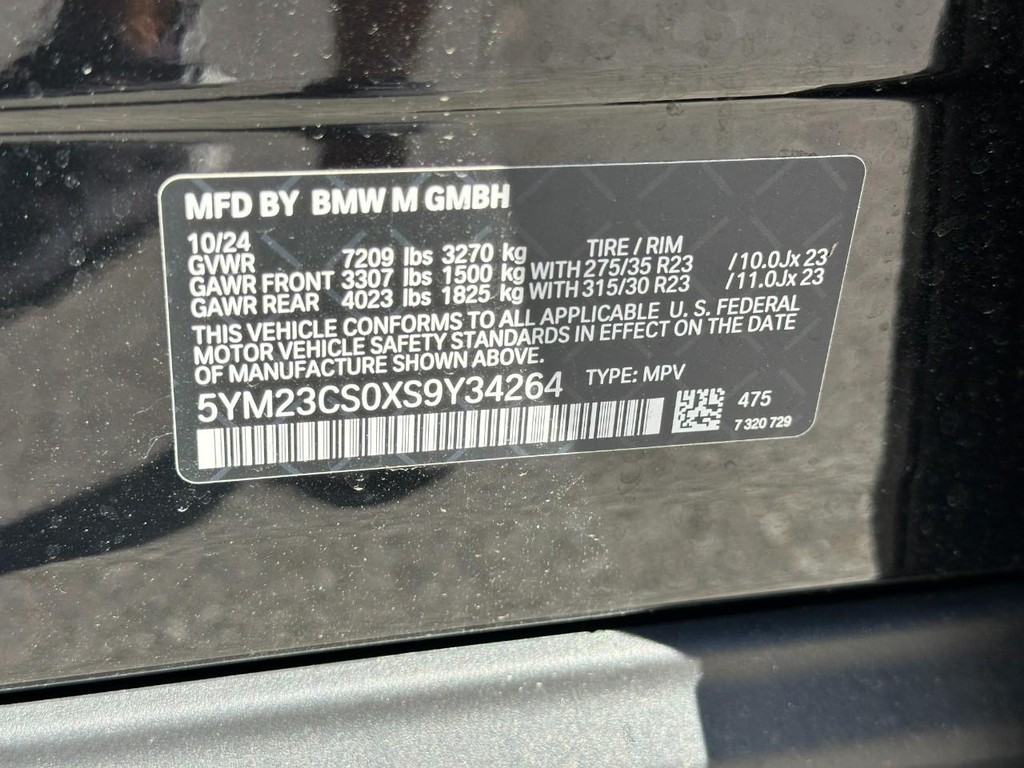 MFD BY BMW M GMBH
10/24
GVWR 7209 lbs 3270 kg TIRE / RIM
GAWR FRONT 3307 lbs 1500 kg WITH 275/35 R23 /10.0Jx 23
GAWR REAR 4023 lbs 1825 kg WITH 315/30 R23 /11.0Jx 23
THIS VEHICLE CONFORMS TO ALL APPLICABLE U. S. FEDERAL
MOTOR VEHICLE SAFETY STANDARDS IN EFFECT ON THE DATE
OF MANUFACTURE SHOWN ABOVE.
5YM23CS0XS9Y34264 TYPE: MPV
475
7 320 729